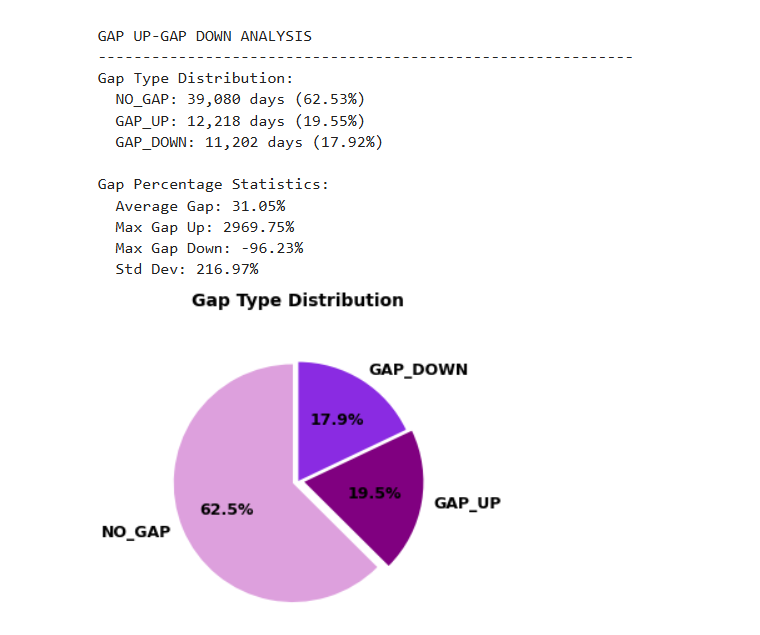 GAP UP-GAP DOWN ANALYSIS
------------------------------------------------------------
Gap Type Distribution:
NO_GAP: 39,080 days (62.53%)
GAP_UP: 12,218 days (19.55%)
GAP_DOWN: 11,202 days (17.92%)
Gap Percentage Statistics:
Average Gap: 31.05%
Max Gap Up: 2969.75%
Max Gap Down: -96.23%
Std Dev: 216.97%
Gap Type Distribution
GAP_DOWN
17.9%
19.5%
GAP_UP
62.5%
NO_GAP